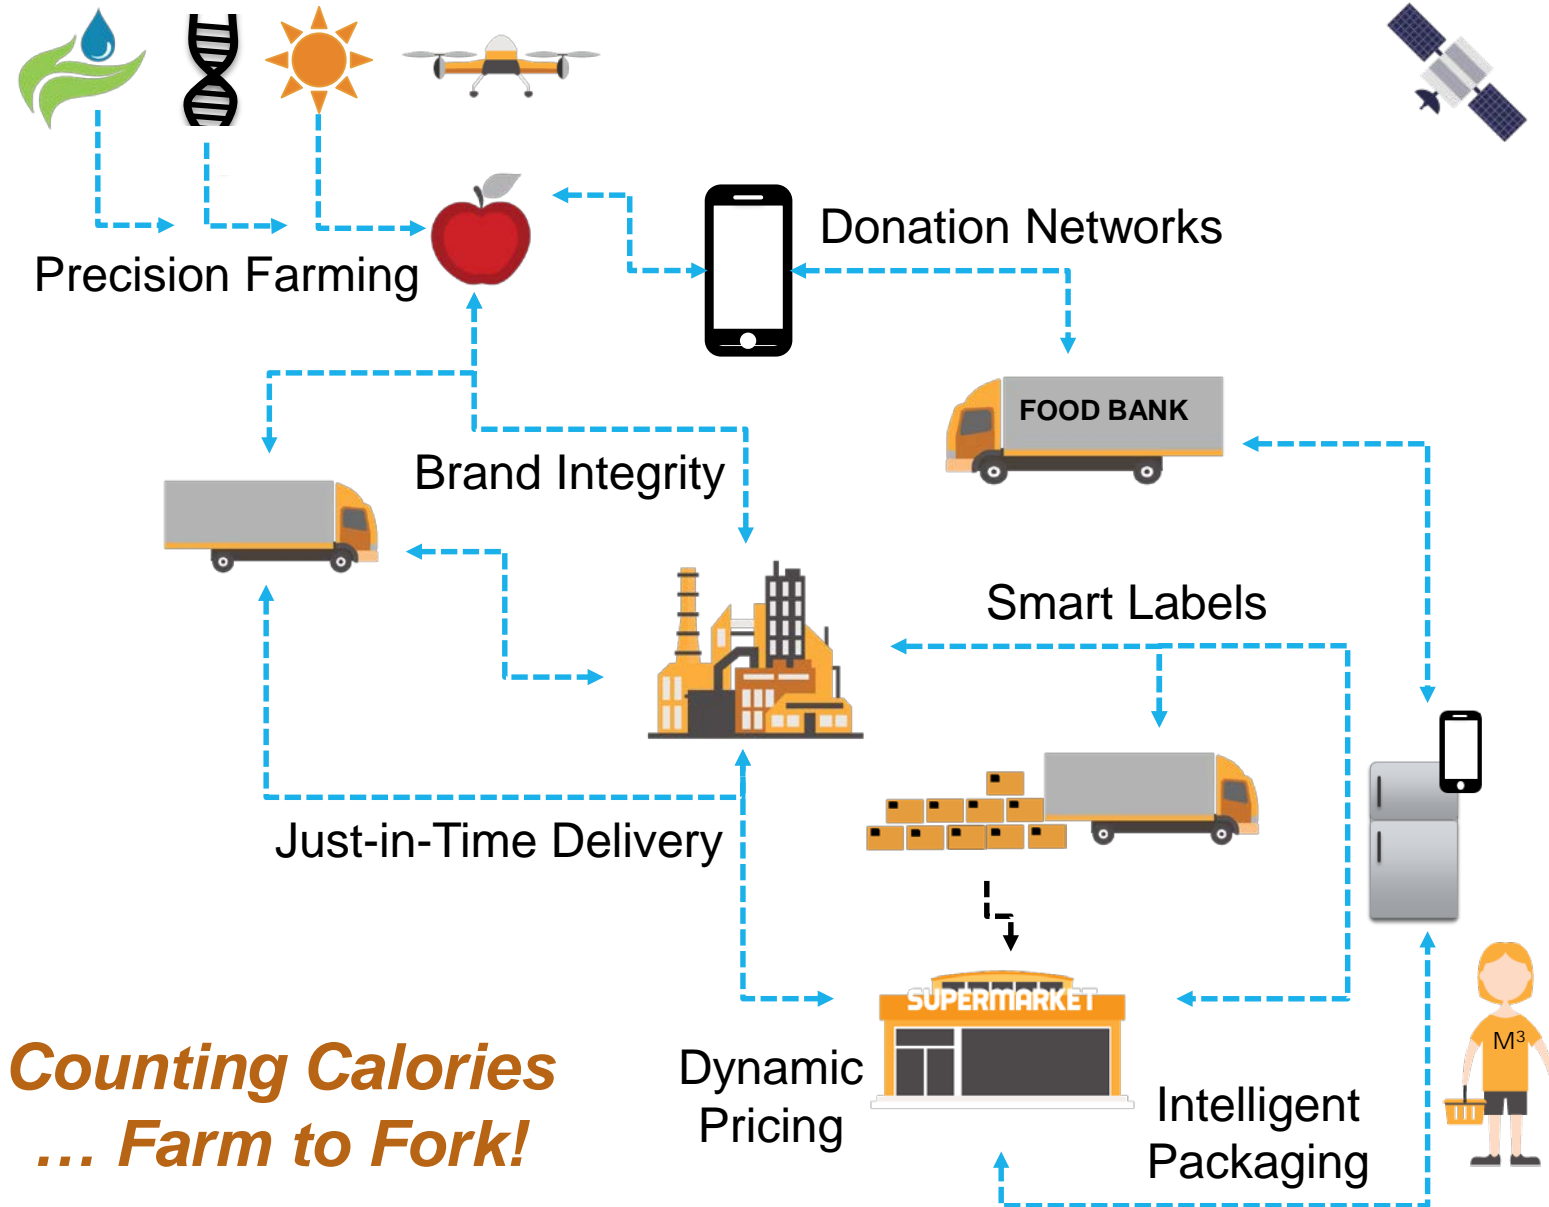 Donation Networks
Precision Farming
FOOD BANK
Brand Integrity
Smart Labels
Just-in-Time Delivery
SUPERMARKET
M³
Counting Calories
... Farm to Fork!
Dynamic
Pricing
Intelligent
Packaging